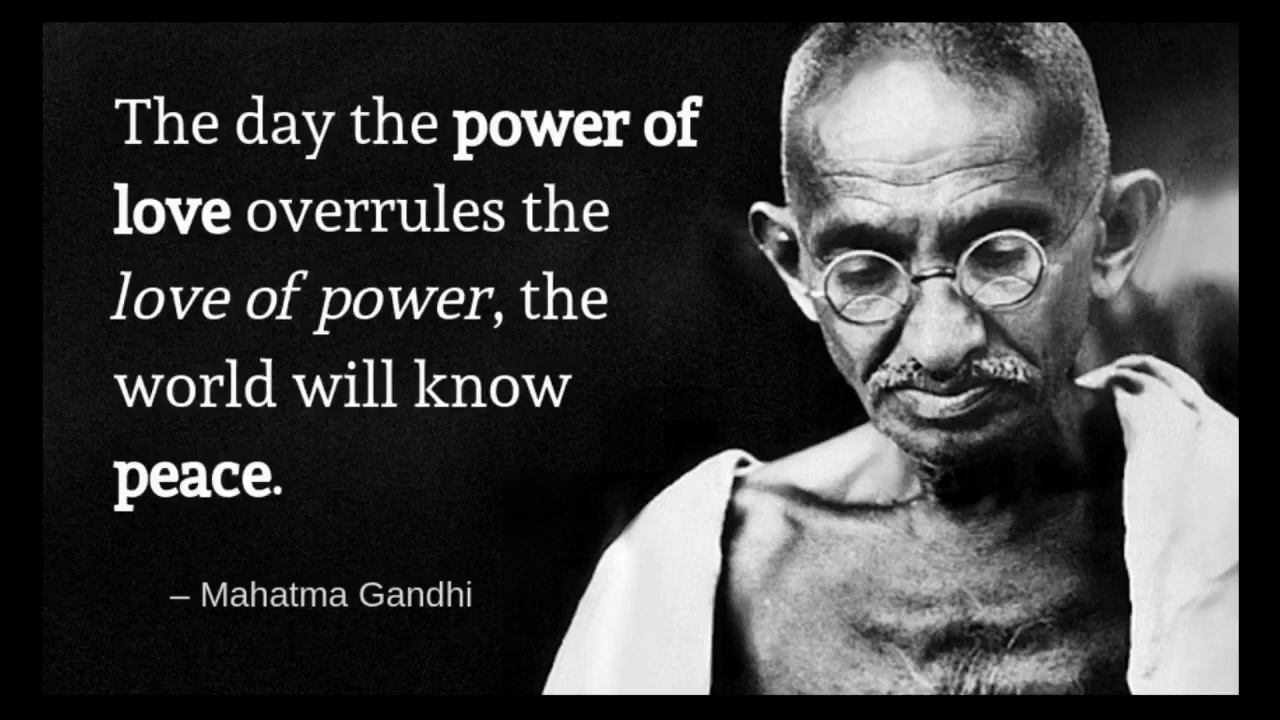 The day the power of
love overrules the
love of power, the
world will know
peace.
– Mahatma Gandhi